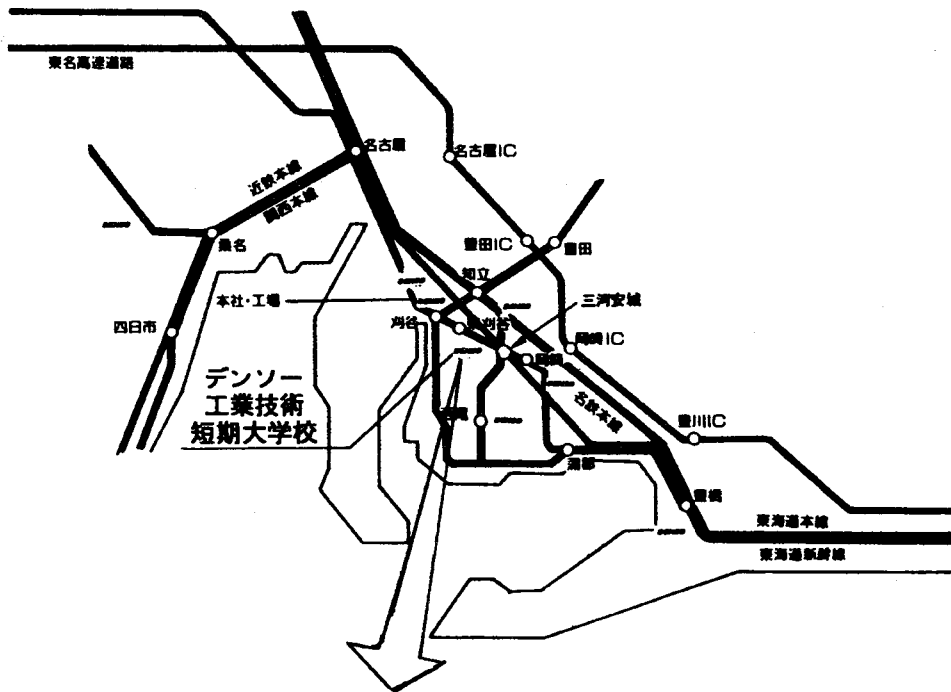 東名高速道路
名古屋
名古屋IC
近鉄本線
関西本線
桑名
豊田IC
豊田
知立
本社・工場
三河安城
四日市
刈谷
岡崎IC
デンソー
工業技術
短期大学校
名鉄本線
豊川IC
蒲郡
豊橋
東海道本線
東海道新幹線